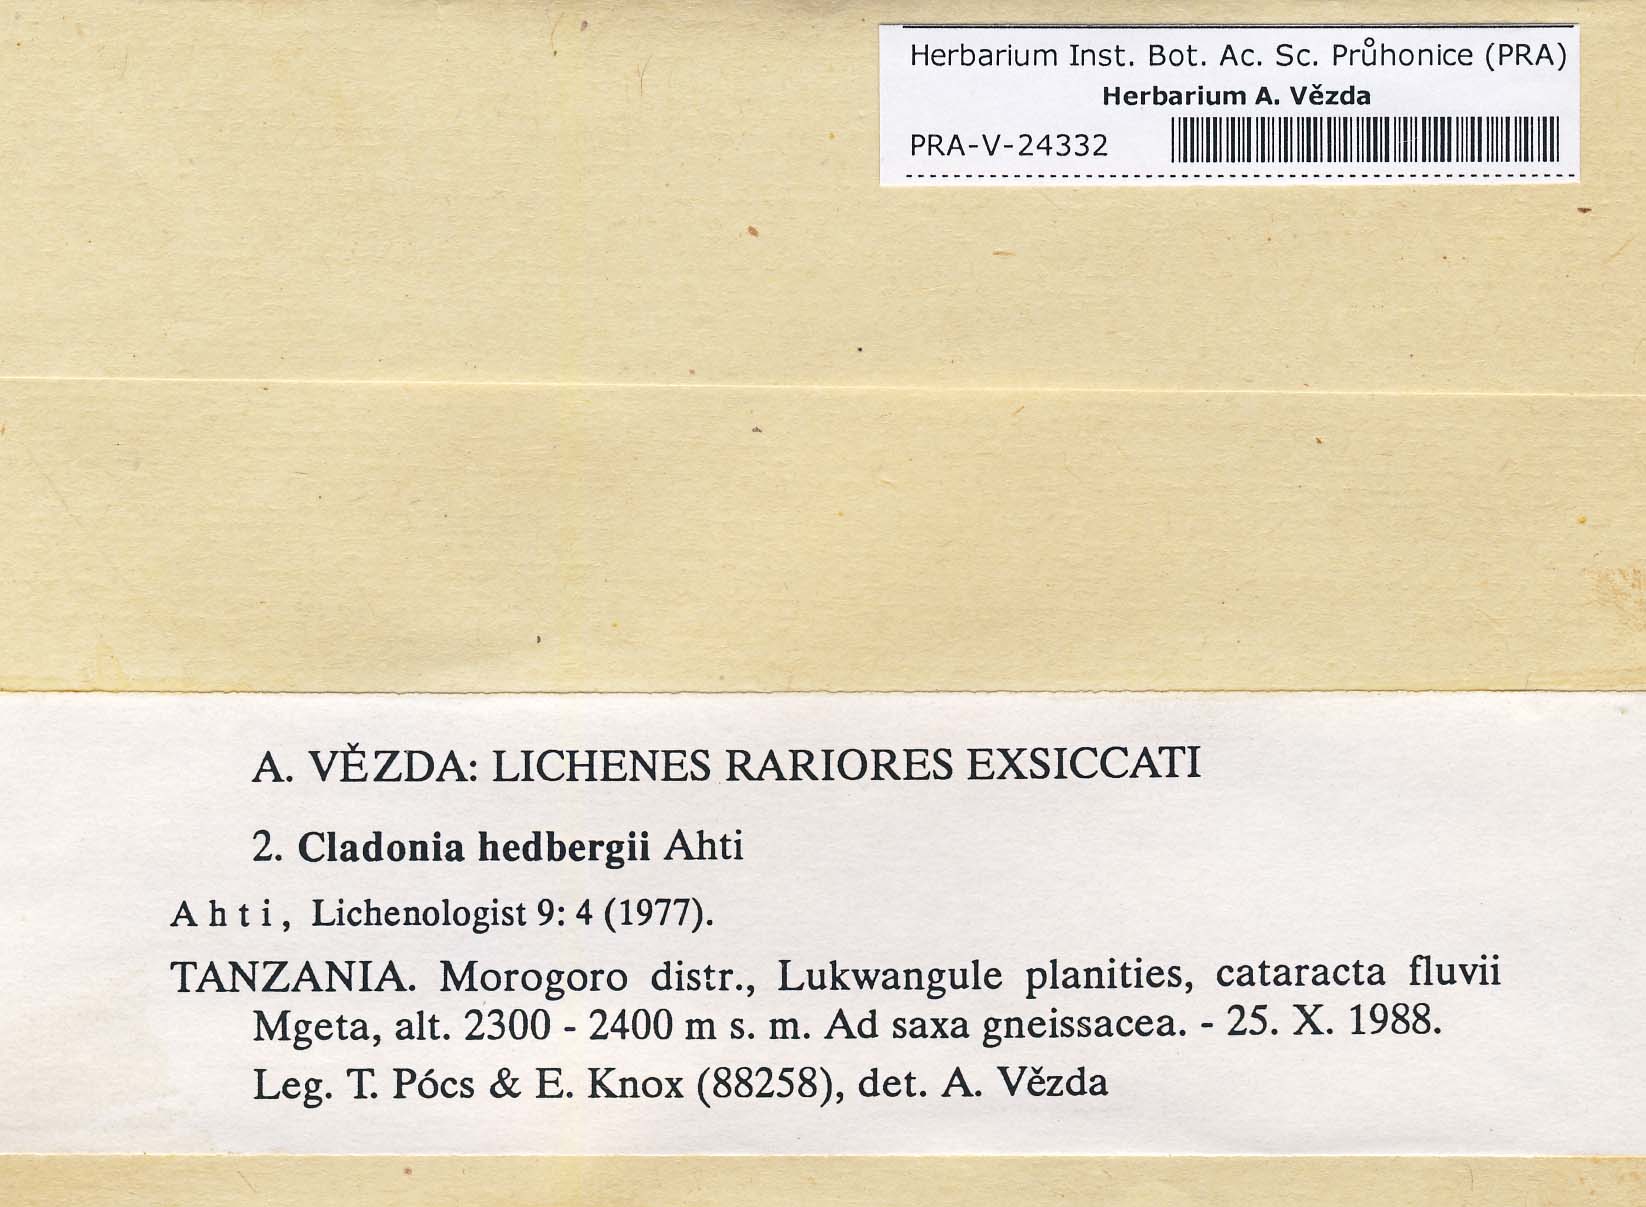 Herbarium Inst. Bot. Ac. Sc. Průhonice (PRA)
Herbarium A. Vězda
PRA-V-24332
A. VĚZDA: LICHENES RARIORES EXSICCATI
2. Cladonia hedbergii Ahti
Ahti, Lichenologist 9: 4 (1977).
TANZANIA. Morogoro distr., Lukwangule planities, cataracta fluvii
Mgeta, alt. 2300 - 2400 m s. m. Ad saxa gneissacea. - 25. X. 1988.
Leg. T. Pócs & E. Knox (88258), det. A. Vězda